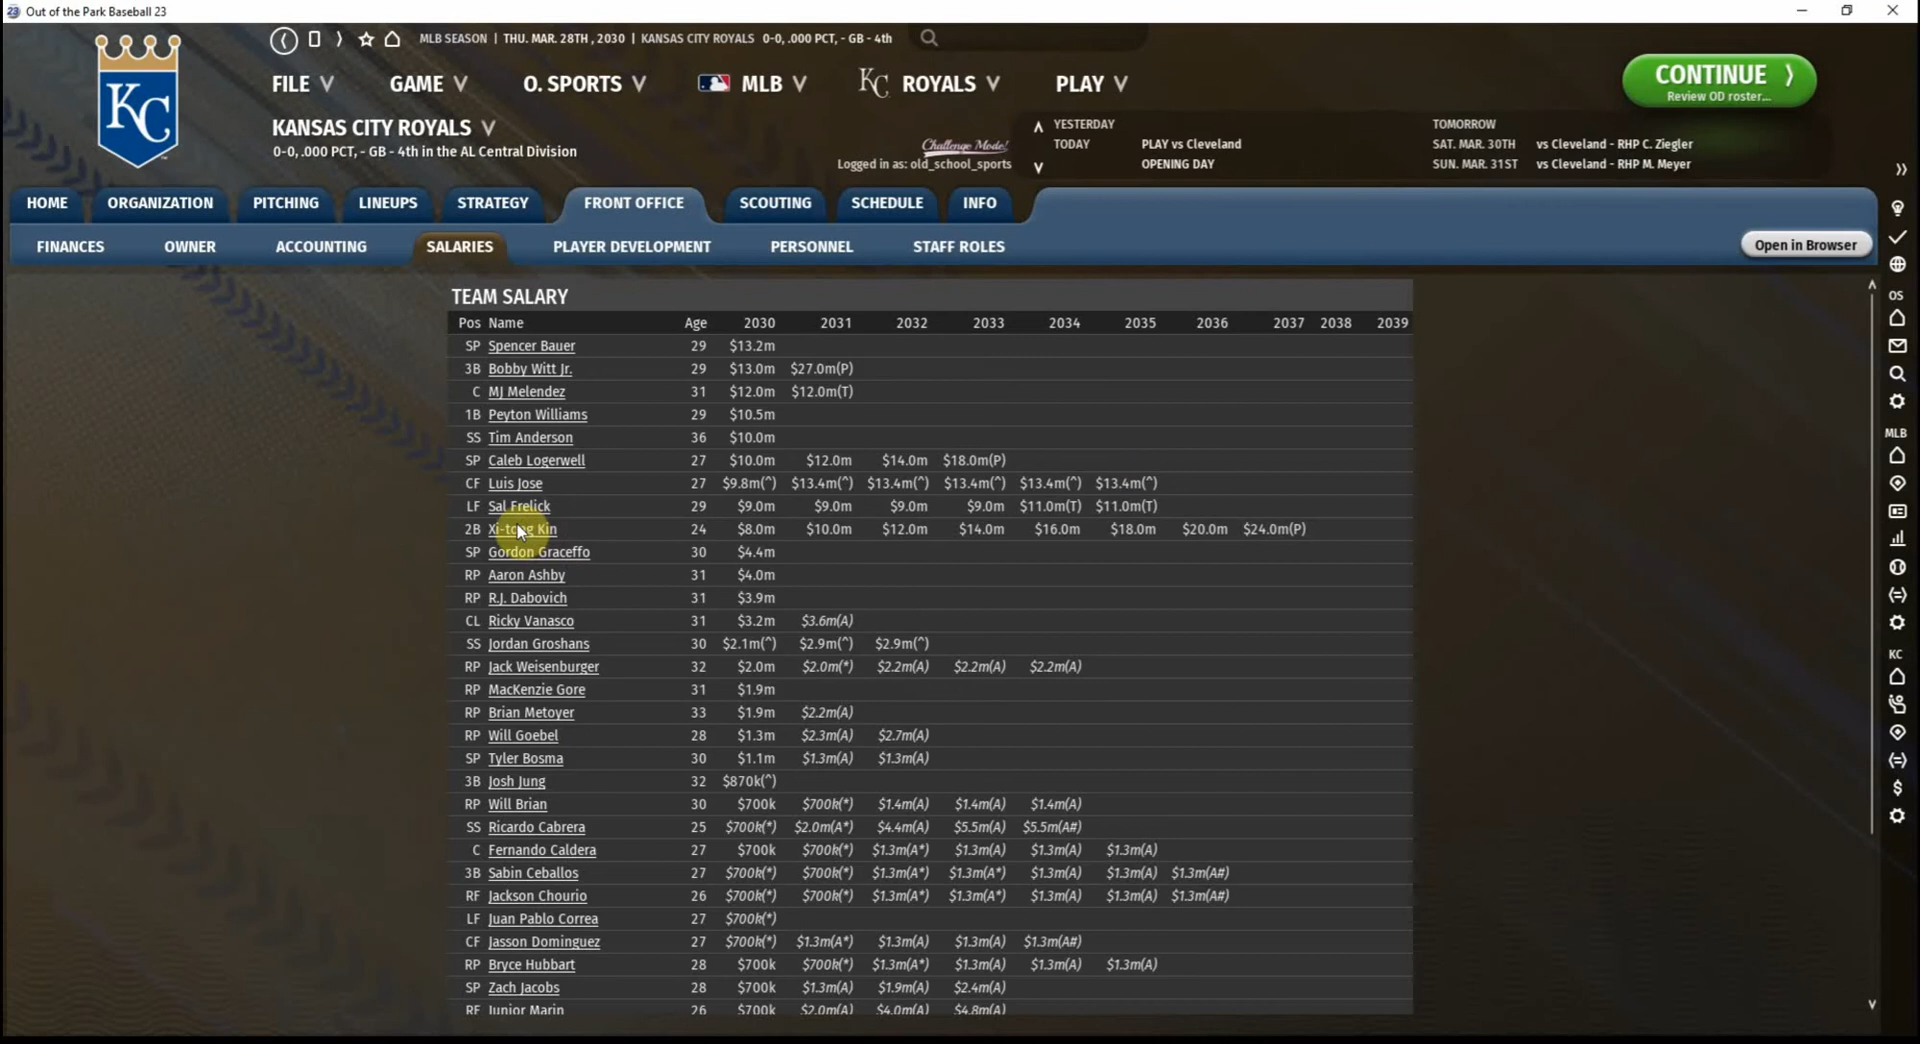 23 Out of the Park Baseball 23
MLB SEASON | THU. MAR. 28TH , 2030 | KANSAS CITY ROYALS 0-0, .000 PCT, - GB - 4th
FILE GAME O. SPORTS MLB ROYALS PLAY
CONTINUE
Review OD roster...
KC
KANSAS CITY ROYALS
0-0, .000 PCT, - GB - 4th in the AL Central Division
Challenge Mode!
Logged in as: old_school_sports
YESTERDAY
TODAY PLAY vs Cleveland
OPENING DAY
TOMORROW
SAT. MAR. 30TH vs Cleveland - RHP C. Ziegler
SUN. MAR. 31ST vs Cleveland - RHP M. Meyer
HOME ORGANIZATION PITCHING LINEUPS STRATEGY FRONT OFFICE SCOUTING SCHEDULE INFO
FINANCES OWNER ACCOUNTING SALARIES PLAYER DEVELOPMENT PERSONNEL STAFF ROLES Open in Browser
TEAM SALARY
Pos Name Age 2030 2031 2032 2033 2034 2035 2036 2037 2038 2039
SP Spencer Bauer 29 $13.2m
3B Bobby Witt Jr. 29 $13.0m $27.0m(P)
C MJ Melendez 31 $12.0m $12.0m(T)
1B Peyton Williams 29 $10.5m
SS Tim Anderson 36 $10.0m
SP Caleb Logerwell 27 $10.0m $12.0m $14.0m $18.0m(P)
CF Luis Jose 27 $9.8m(^) $13.4m(^) $13.4m(^) $13.4m(^) $13.4m(^) $13.4m(^)
LF Sal Frelick 29 $9.0m $9.0m $9.0m $9.0m $11.0m(T) $11.0m(T)
2B Xi-tong Kin 24 $8.0m $10.0m $12.0m $14.0m $16.0m $18.0m $20.0m $24.0m(P)
SP Gordon Graceffo 30 $4.4m
RP Aaron Ashby 31 $4.0m
RP R.J. Dabovich 31 $3.9m
CL Ricky Vanasco 31 $3.2m $3.6m(A)
SS Jordan Groshans 30 $2.1m(^) $2.9m(^) $2.9m(^)
RP Jack Weisenburger 32 $2.0m $2.0m(*) $2.2m(A) $2.2m(A) $2.2m(A)
RP MacKenzie Gore 31 $1.9m
RP Brian Metoyer 33 $1.9m $2.2m(A)
RP Will Goebel 28 $1.3m $2.3m(A) $2.7m(A)
SP Tyler Bosma 30 $1.1m $1.3m(A) $1.3m(A)
3B Josh Jung 32 $870k(^)
RP Will Brian 30 $700k $700k(*) $1.4m(A) $1.4m(A) $1.4m(A)
SS Ricardo Cabrera 25 $700k(*) $2.0m(A*) $4.4m(A) $5.5m(A) $5.5m(A#)
C Fernando Caldera 27 $700k $700k(*) $1.3m(A*) $1.3m(A) $1.3m(A) $1.3m(A)
3B Sabin Ceballos 27 $700k(*) $700k(*) $1.3m(A*) $1.3m(A*) $1.3m(A) $1.3m(A) $1.3m(A#)
RF Jackson Chourio 26 $700k(*) $700k(*) $1.3m(A*) $1.3m(A*) $1.3m(A) $1.3m(A) $1.3m(A#)
LF Juan Pablo Correa 27 $700k(*)
CF Jasson Dominguez 27 $700k(*) $1.3m(A*) $1.3m(A) $1.3m(A) $1.3m(A#)
RP Bryce Hubbart 28 $700k $700k(*) $1.3m(A*) $1.3m(A) $1.3m(A) $1.3m(A)
SP Zach Jacobs 28 $700k $1.3m(A) $1.9m(A) $2.4m(A)
RF Junior Marin 26 $700k $2.0m(A) $4.0m(A) $4.8m(A)
OS
MLB
KC